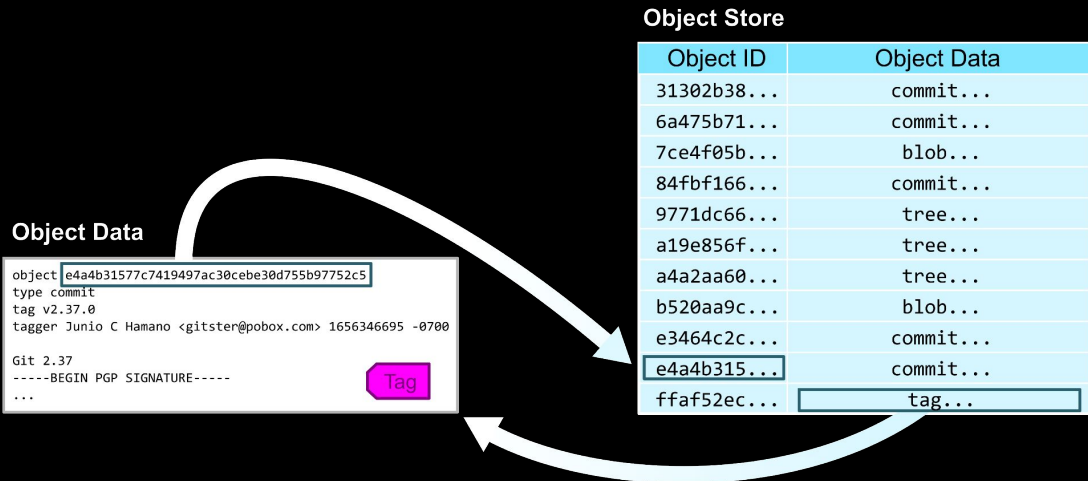 Object Store
Object ID Object Data
31302b38... commit...
6a475b71... commit...
7ce4f05b... blob...
84fbf166... commit...
9771dc66... tree...
a19e856f... tree...
a4a2aa60... tree...
b520aa9c... blob...
e3464c2c... commit...
e4a4b315... commit...
ffaf52ec... tag...
Object Data
object e4a4b31577c7419497ac30cebe30d755b97752c5
type commit
tag v2.37.0
tagger Junio C Hamano <gitster@pobox.com> 1656346695 -0700
Git 2.37
-----BEGIN PGP SIGNATURE-----
...
Tag